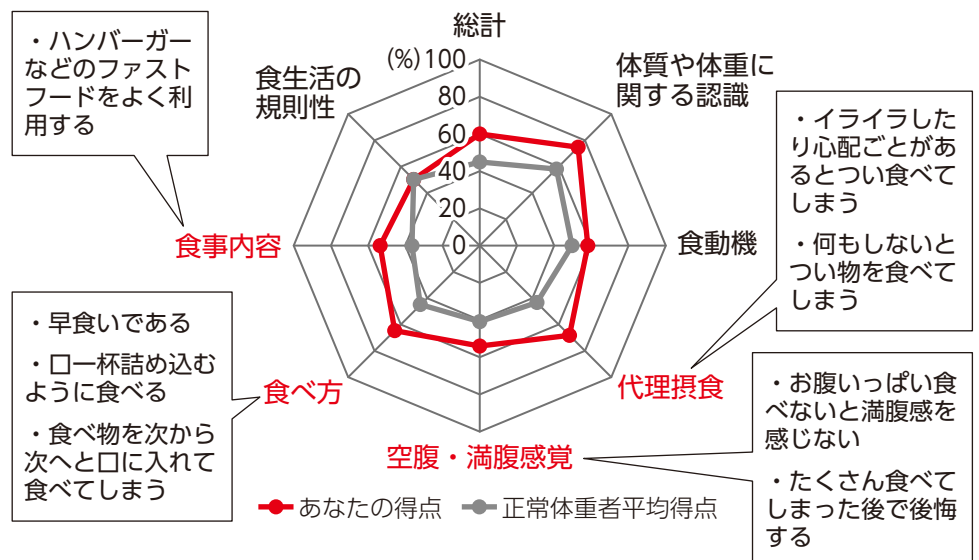 ・ハンバーガー
などのファスト
フードをよく利
用する
総計
(%)100
80
60
40
20
0
食生活の
規則性
体質や体重に
関する認識
食動機
代理摂食
空腹・満腹感覚
食べ方
食事内容
・イライラした
り心配ごとがあ
るとつい食べて
しまう
・何もしないと
つい物を食べて
しまう
・早食いである
・口一杯詰め込む
ように食べる
・食べ物を次から
次へと口に入れて
食べてしまう
・お腹いっぱい食
べないと満腹感を
感じない
・たくさん食べて
しまった後で後悔
する
あなたの得点
正常体重者平均得点